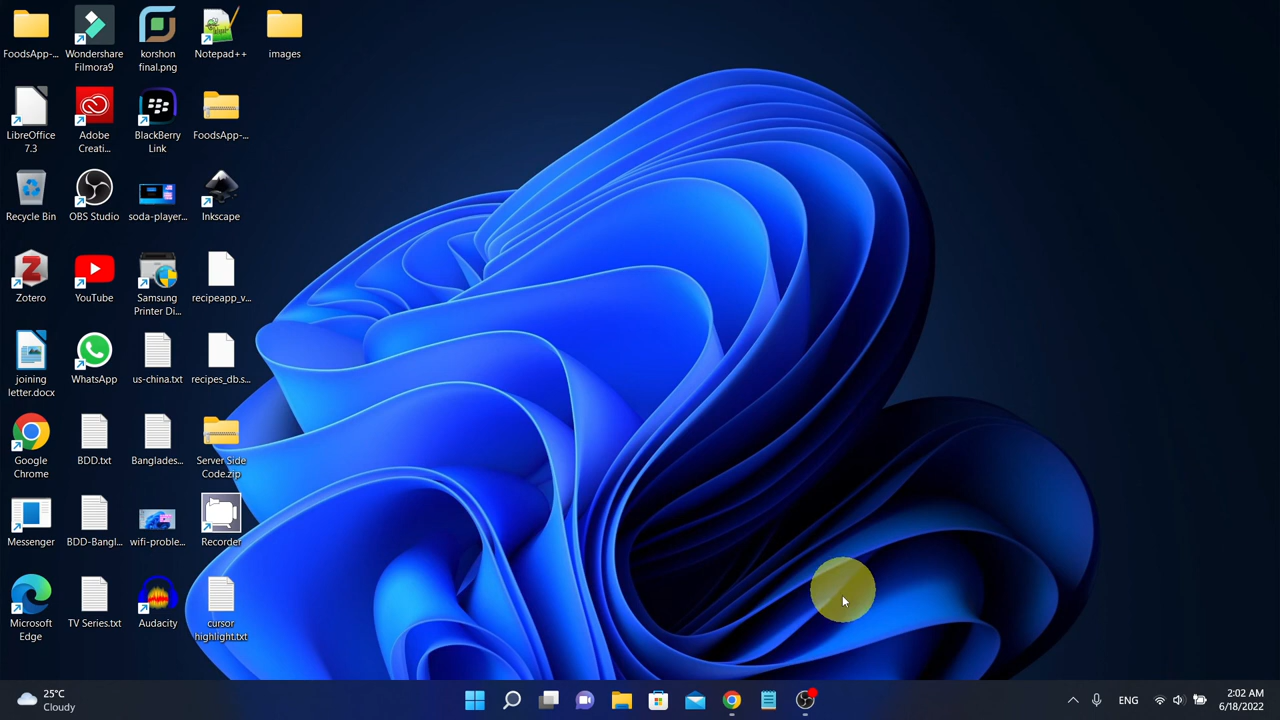 FoodsApp-...
Wondershare
Filmora9
korshon
final.png
Notepad++
images
LibreOffice
7.3
Adobe
Creati...
BlackBerry
Link
FoodsApp-...
Recycle Bin
OBS Studio
soda-player...
Inkscape
Zotero
YouTube
Samsung
Printer Di...
recipeapp_v...
joining
letter.docx
WhatsApp
us-china.txt
recipes_db.s...
Google
Chrome
BDD.txt
Banglades...
Server Side
Code.zip
Messenger
BDD-Bangl...
wifi-proble...
Recorder
Microsoft
Edge
TV Series.txt
Audacity
cursor
highlight.txt
25°C
Cloudy
ENG
2:02 AM
6/18/2022